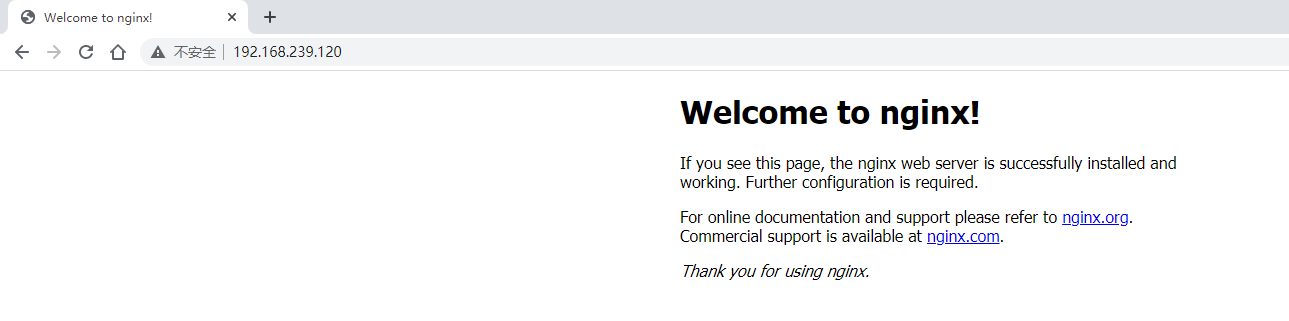 Welcome to nginx!
不安全 192.168.239.120
Welcome to nginx!
If you see this page, the nginx web server is successfully installed and
working. Further configuration is required.
For online documentation and support please refer to nginx.org.
Commercial support is available at nginx.com.
Thank you for using nginx.